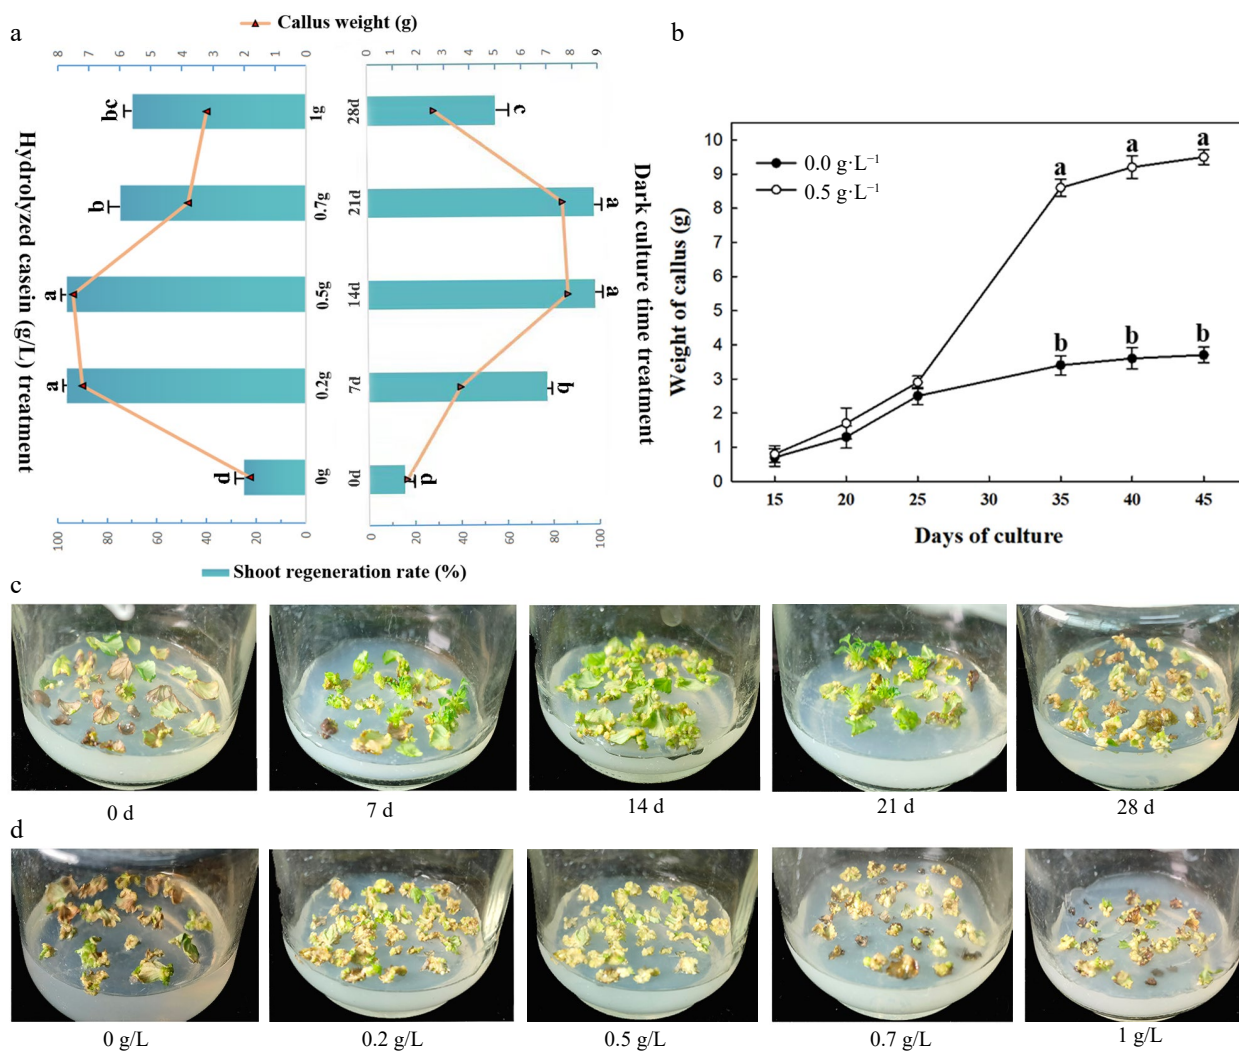 a
Callus weight (g)
8 7 6 5 4 3 2 1 0
0 1 2 3 4 5 6 7 8 9
Hydrolyzed casein (g/L) treatment
bc
1g
b
0.7g
a
0.5g
a
0.2g
d
0g
28d
c
21d
a
14d
a
7d
b
0d
d
Dark culture time treatment
100 80 60 40 20 0
0 20 40 60 80 100
Shoot regeneration rate (%)
b
0.0 g·L⁻¹
0.5 g·L⁻¹
Weight of callus (g)
10
9
8
7
6
5
4
3
2
1
0
a a a
b b b
15 20 25 30 35 40 45
Days of culture
c
0 d 7 d 14 d 21 d 28 d
d
0 g/L 0.2 g/L 0.5 g/L 0.7 g/L 1 g/L